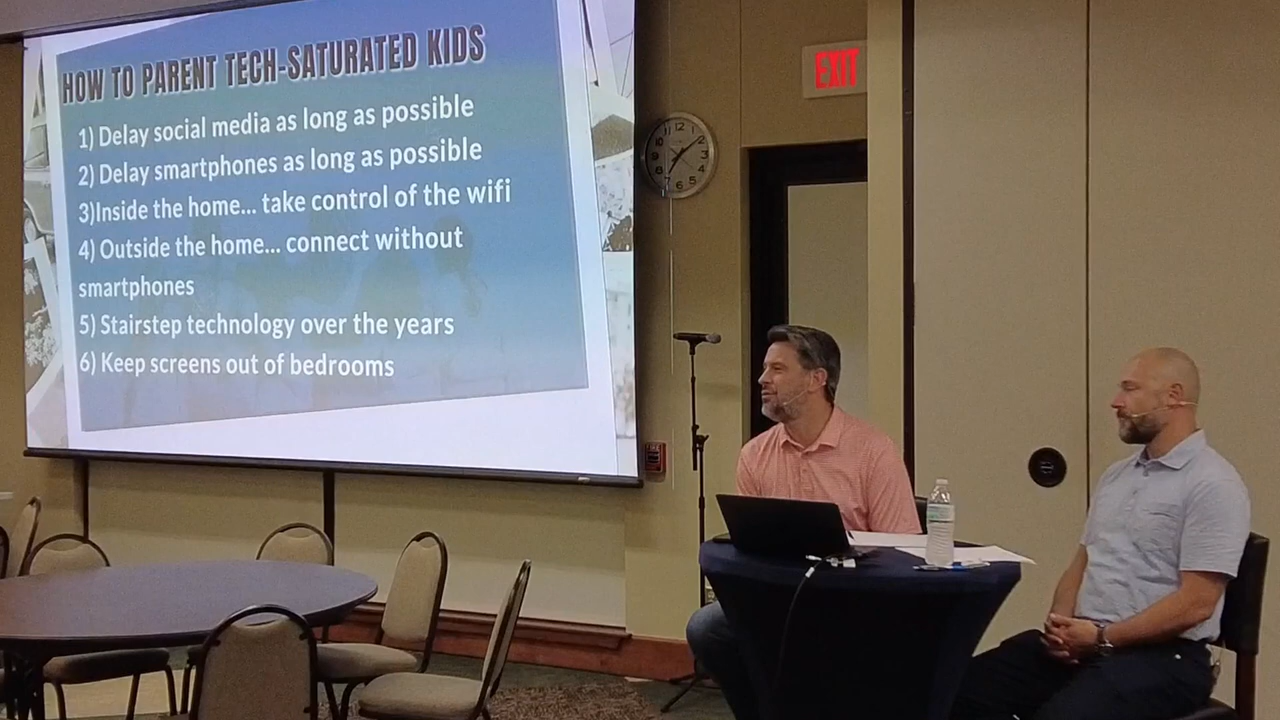 HOW TO PARENT TECH-SATURATED KIDS
1) Delay social media as long as possible
2) Delay smartphones as long as possible
3)Inside the home... take control of the wifi
4) Outside the home... connect without
smartphones
5) Stairstep technology over the years
6) Keep screens out of bedrooms
EXIT